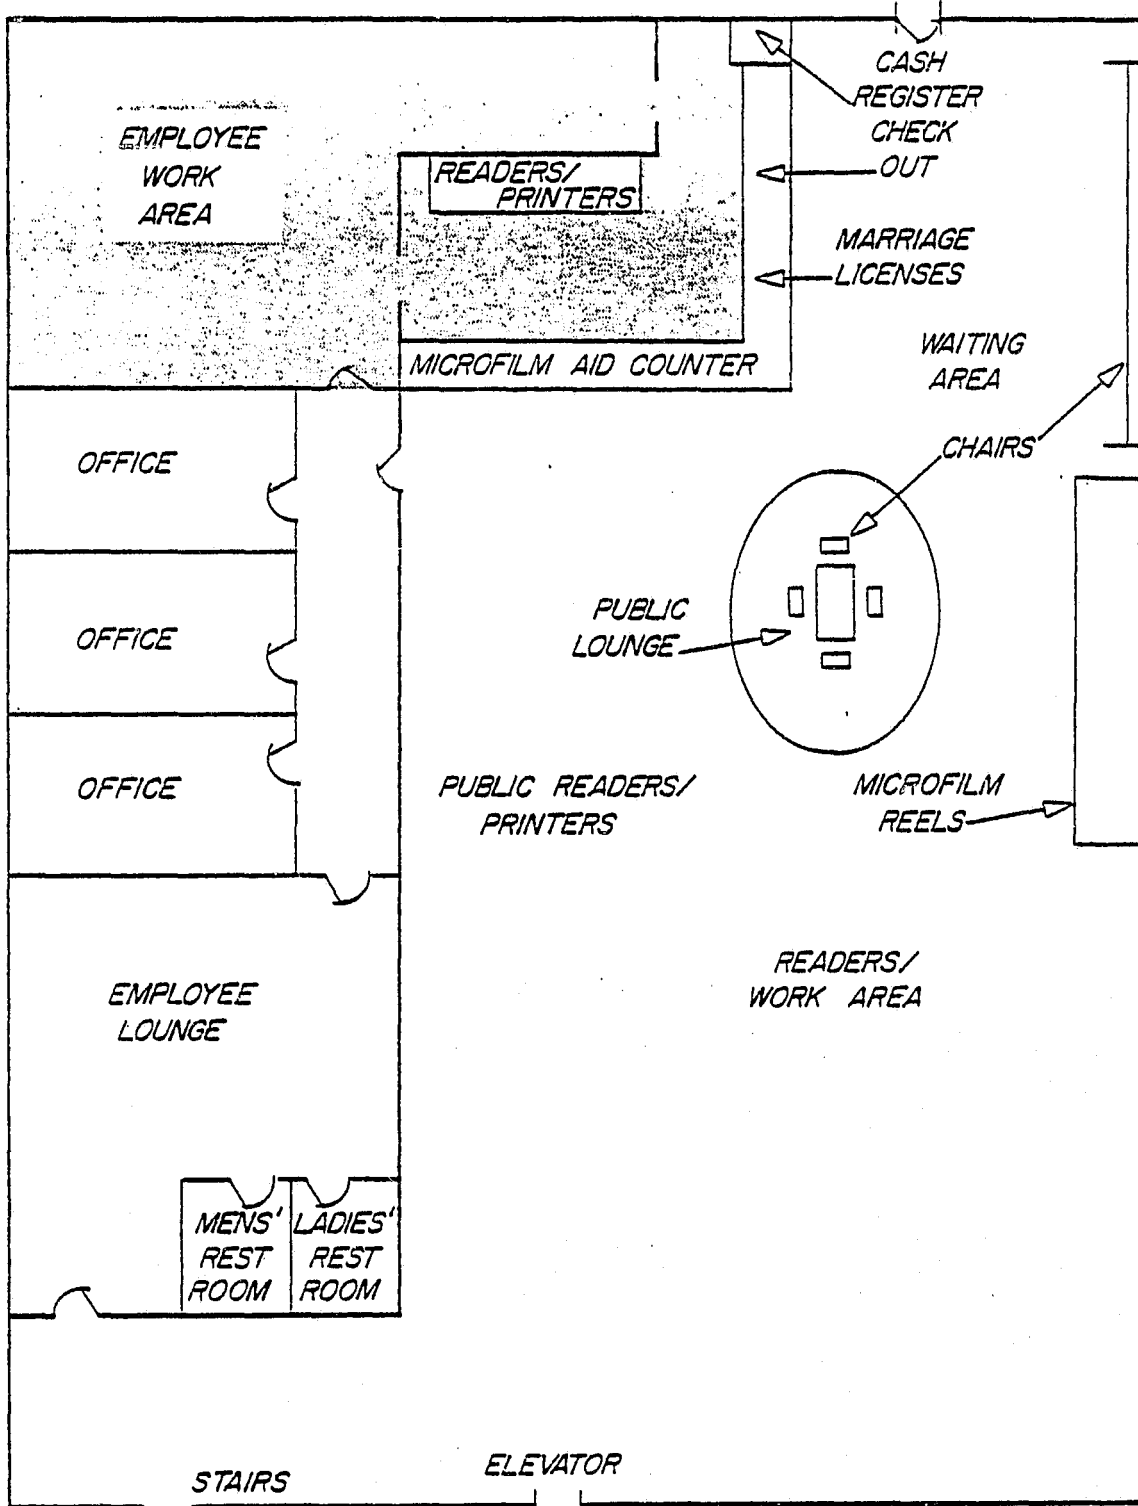 CASH
REGISTER
CHECK
OUT
EMPLOYEE
WORK
AREA
READERS/
PRINTERS
MARRIAGE
LICENSES
MICROFILM AID COUNTER
WAITING
AREA
CHAIRS
OFFICE
PUBLIC
LOUNGE
OFFICE
OFFICE
PUBLIC READERS/
PRINTERS
MICROFILM
REELS
READERS/
WORK AREA
EMPLOYEE
LOUNGE
MENS'
REST
ROOM
LADIES'
REST
ROOM
STAIRS
ELEVATOR